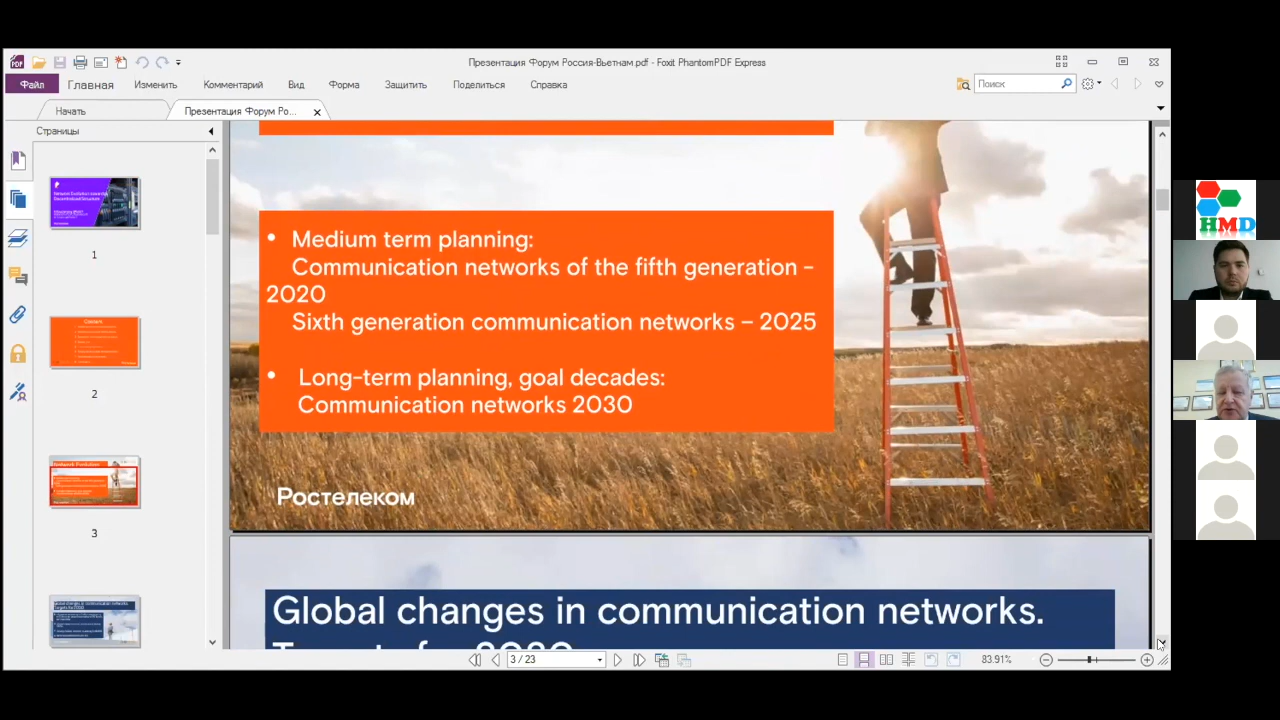 Презентация Форум Россия-Вьетнам.pdf - Foxit PhantomPDF Express
Файл
Главная
Изменить
Комментарий
Вид
Форма
Защитить
Поделиться
Справка
Поиск
Начать
Презентация Форум Ро...
Страницы
1
2
3
• Medium term planning:
Communication networks of the fifth generation –
2020
Sixth generation communication networks – 2025
• Long-term planning, goal decades:
Communication networks 2030
Ростелеком
Global changes in communication networks.
3 / 23
83.91%
HMD